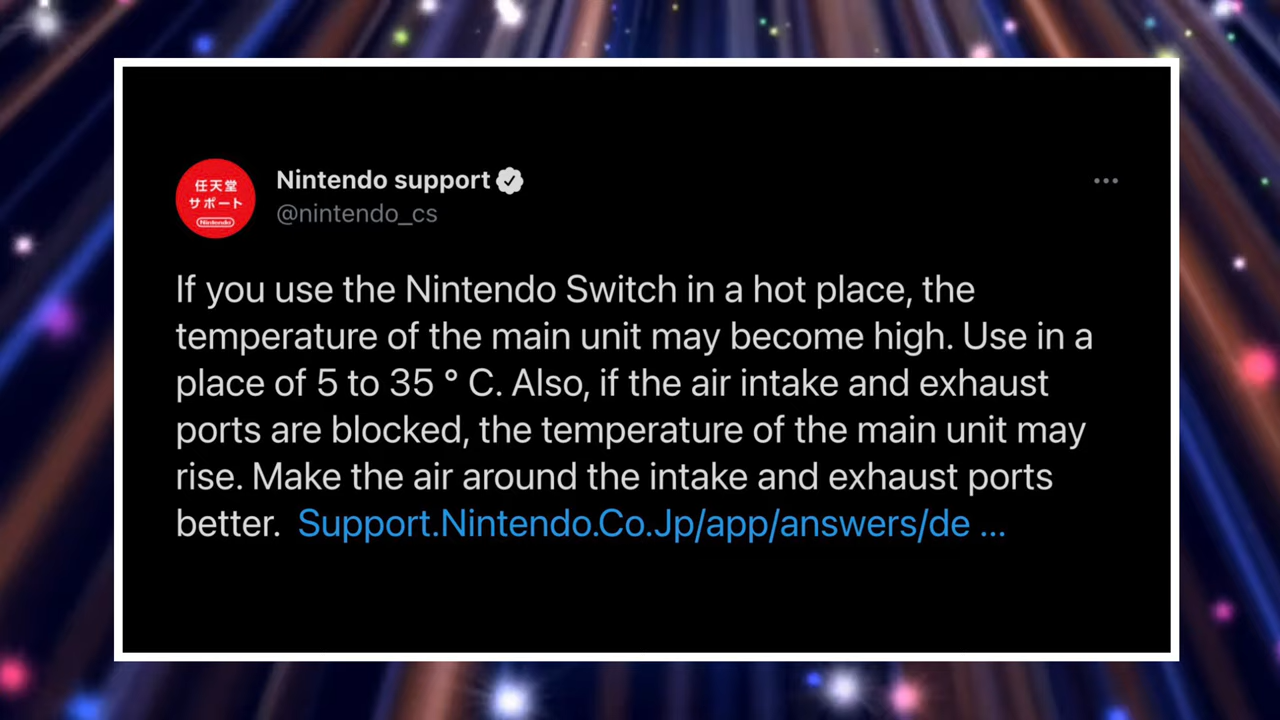 任天堂
サポート
Nintendo
Nintendo support
@nintendo_cs
If you use the Nintendo Switch in a hot place, the
temperature of the main unit may become high. Use in a
place of 5 to 35 ° C. Also, if the air intake and exhaust
ports are blocked, the temperature of the main unit may
rise. Make the air around the intake and exhaust ports
better. Support.Nintendo.Co.Jp/app/answers/de ...